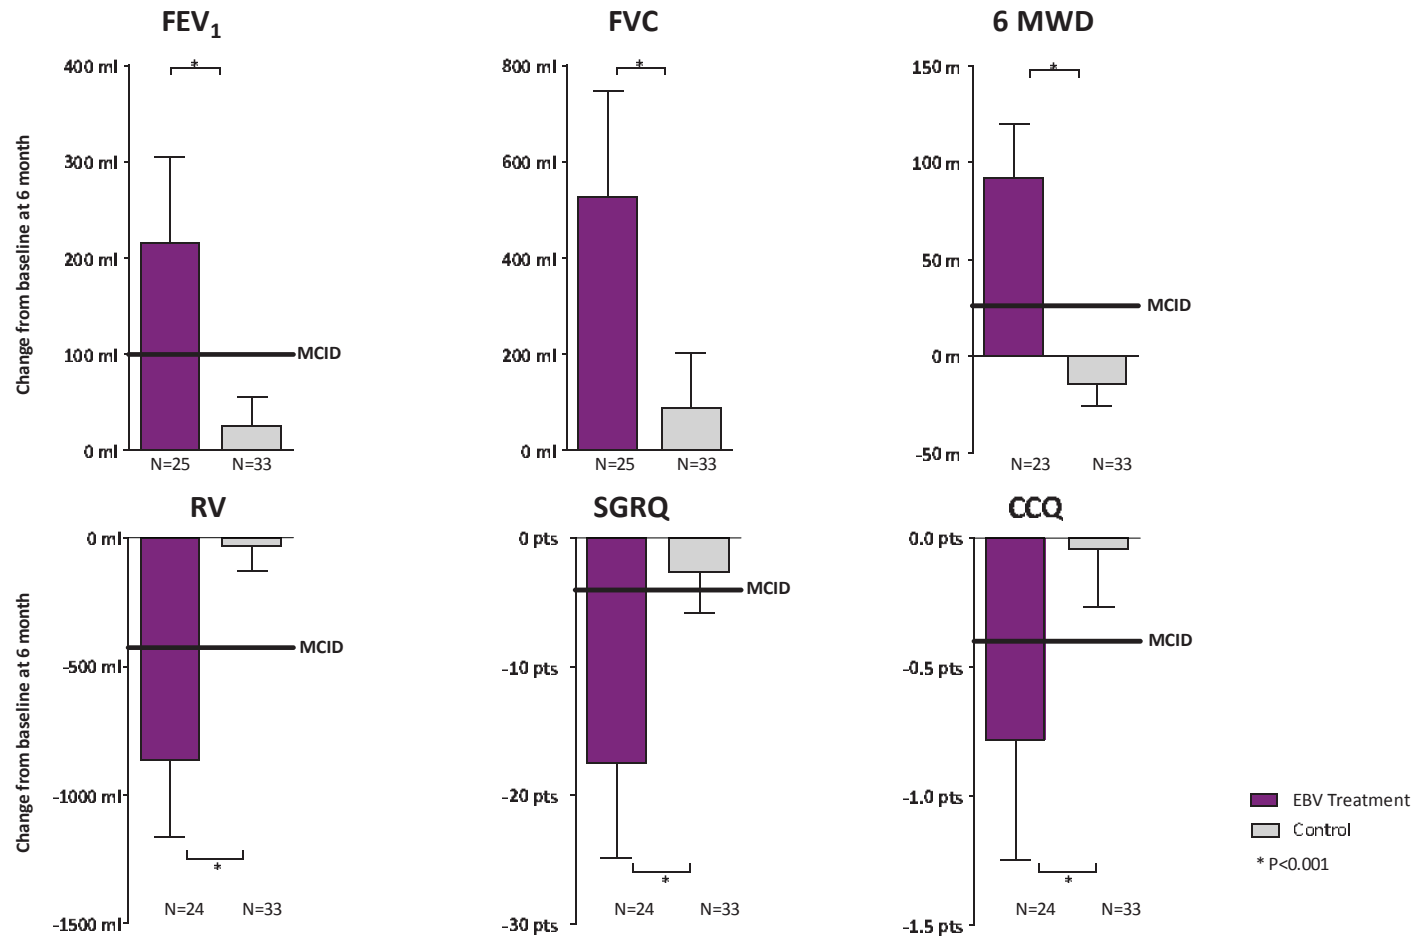 FEV1
FVC
6 MWD
Change from baseline at 6 month
400 ml
300 ml
200 ml
100 ml
0 ml
*
MCID
N=25
N=33
800 ml
600 ml
400 ml
200 ml
0 ml
*
N=25
N=33
150 m
100 m
50 m
0 m
-50 m
*
MCID
N=23
N=33
RV
SGRQ
CCQ
Change from baseline at 6 month
0 ml
-500 ml
-1000 ml
-1500 ml
MCID
*
N=24
N=33
0 pts
-10 pts
-20 pts
-30 pts
MCID
*
N=24
N=33
0.0 pts
-0.5 pts
-1.0 pts
-1.5 pts
MCID
*
N=24
N=33
EBV Treatment
Control
* P<0.001